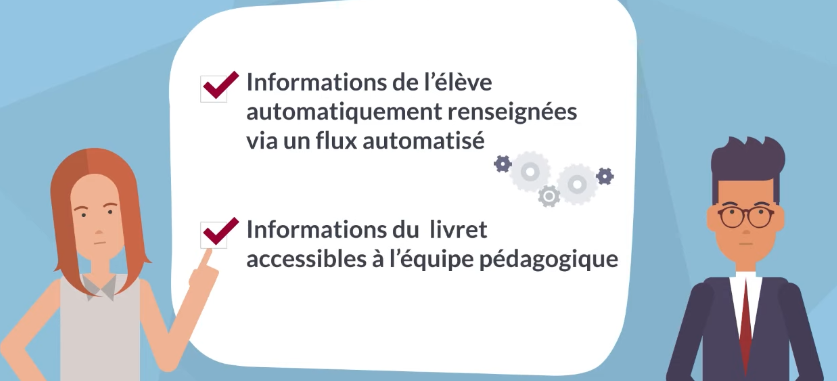 Informations de l’élève
automatiquement renseignées
via un flux automatisé
Informations du livret
accessibles à l’équipe pédagogique